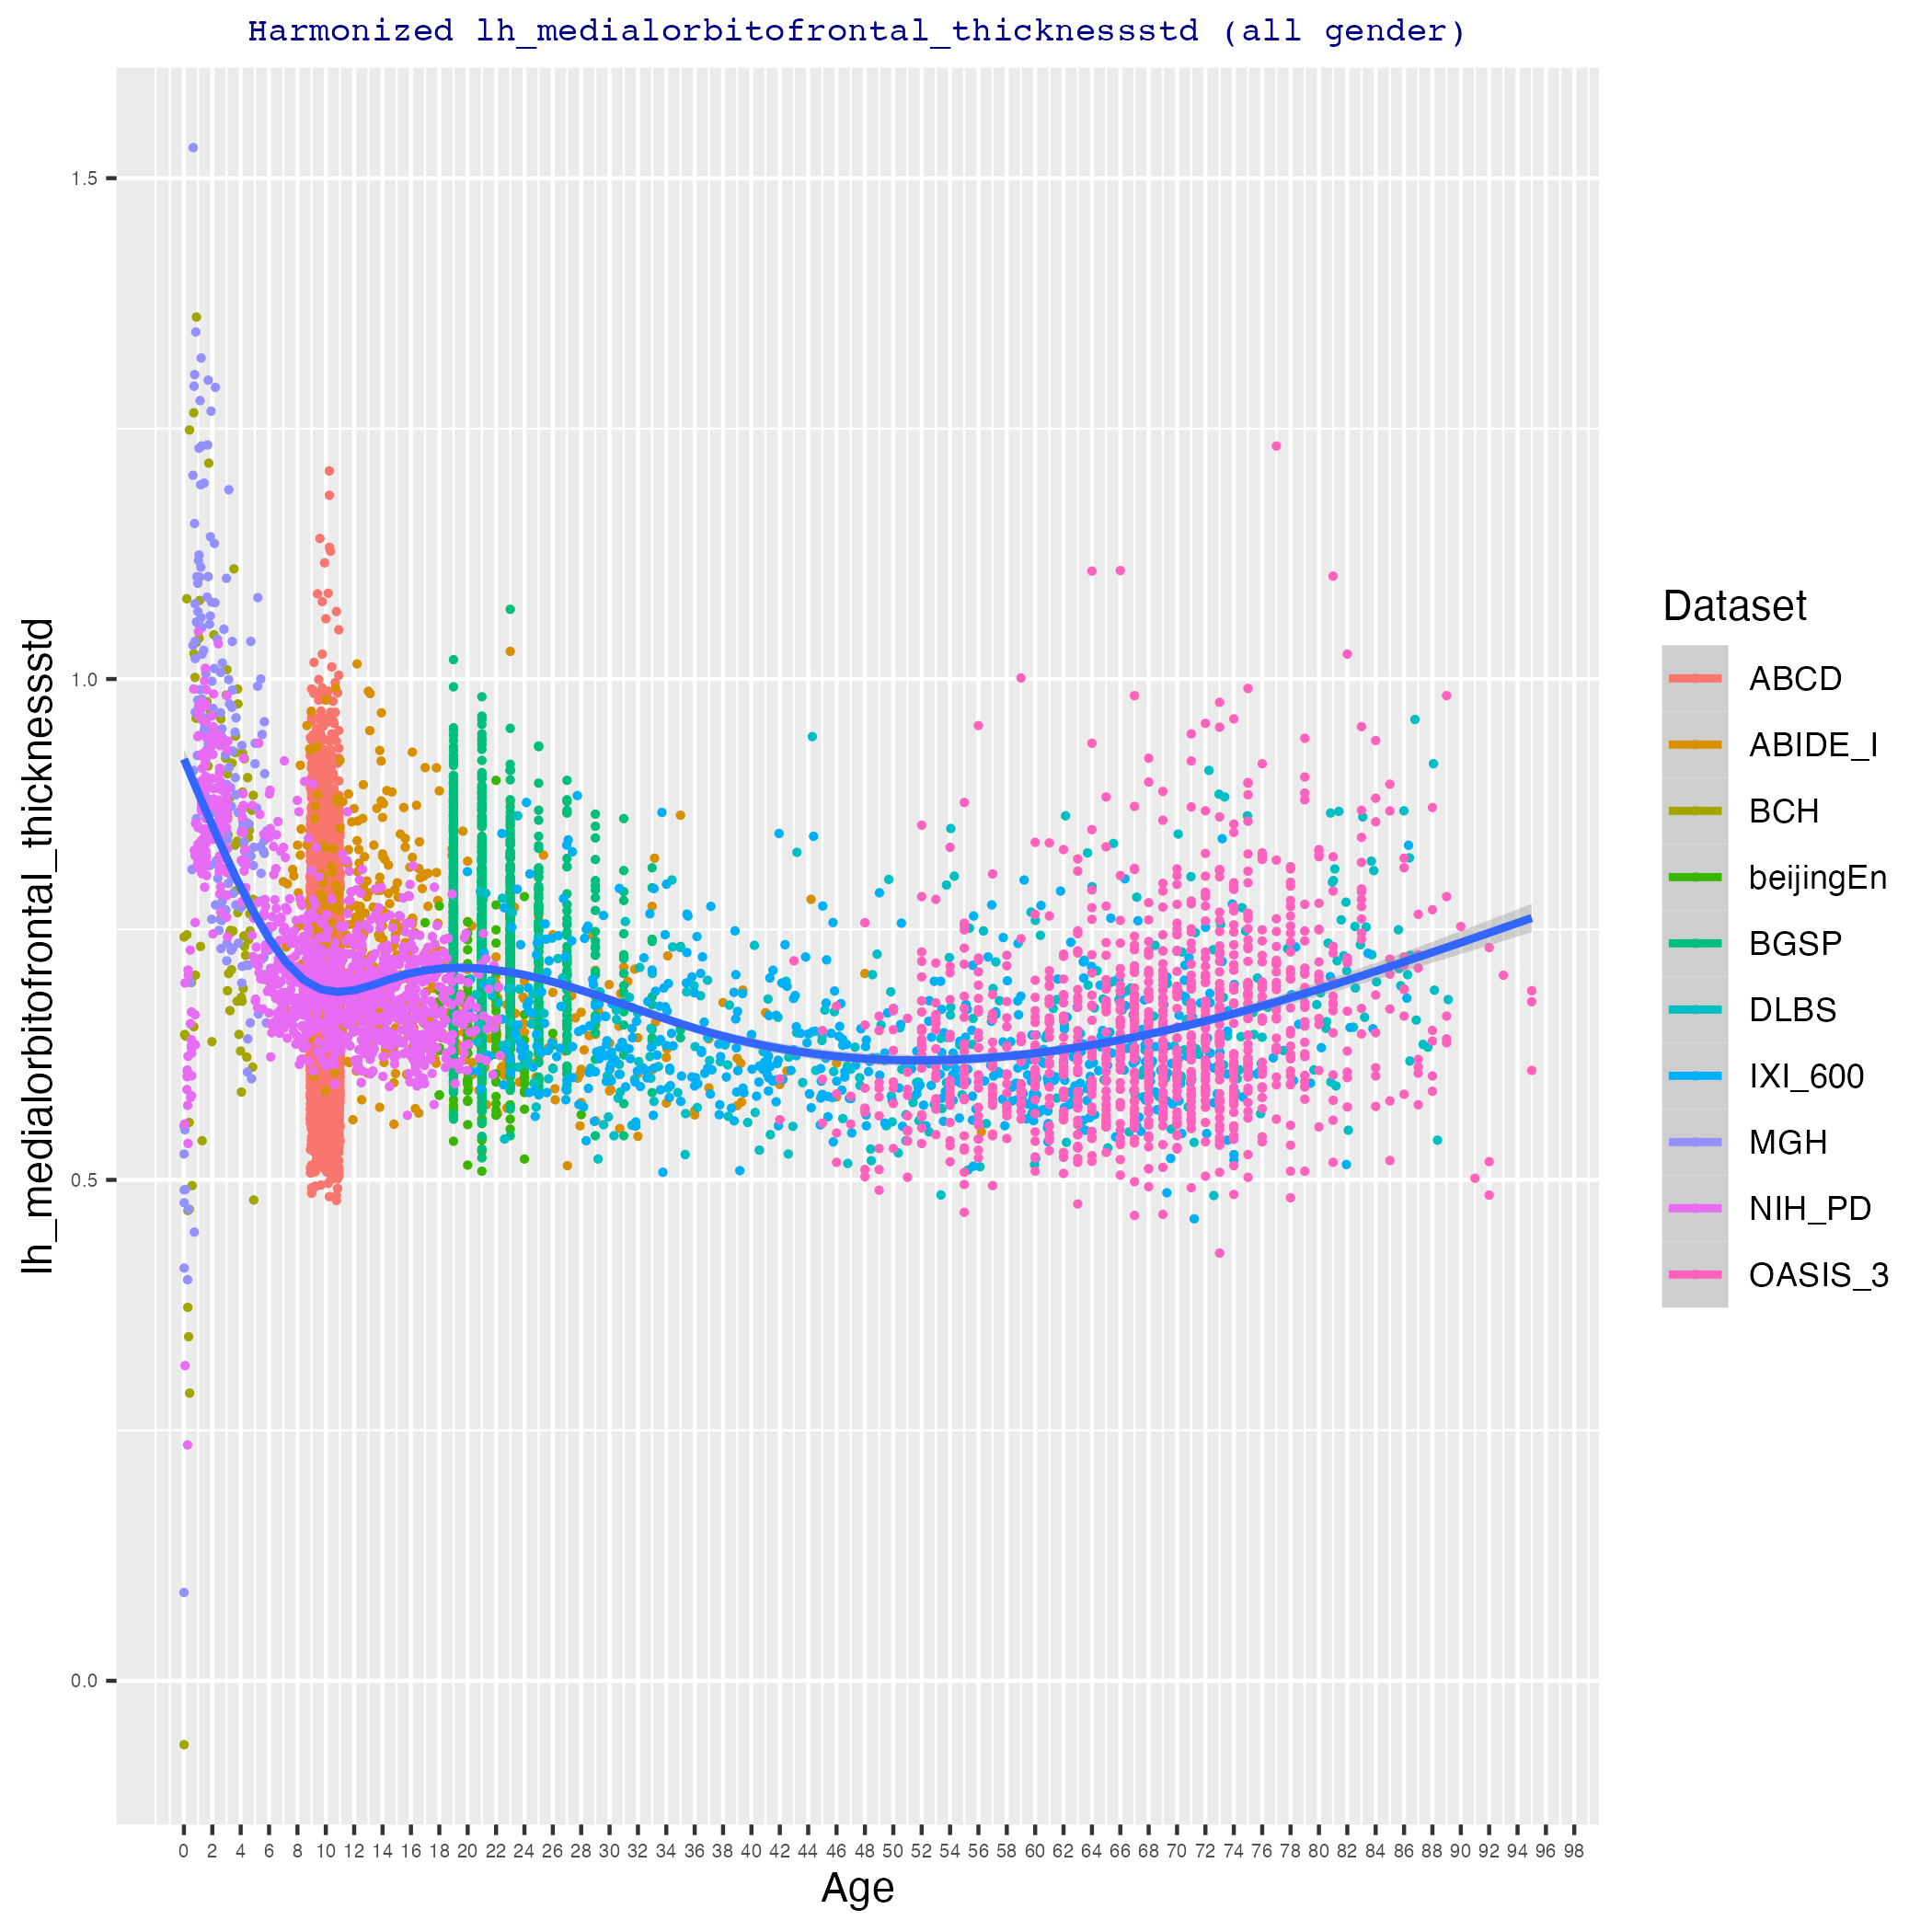 Harmonized lh_medialorbitofrontal_thicknessstd (all gender)
lh_medialorbitofrontal_thicknessstd
1.5
1.0
0.5
0.0
0 2 4 6 8 10 12 14 16 18 20 22 24 26 28 30 32 34 36 38 40 42 44 46 48 50 52 54 56 58 60 62 64 66 68 70 72 74 76 78 80 82 84 86 88 90 92 94 96 98
Age
Dataset
ABCD
ABIDE_I
BCH
beijingEn
BGSP
DLBS
IXI_600
MGH
NIH_PD
OASIS_3